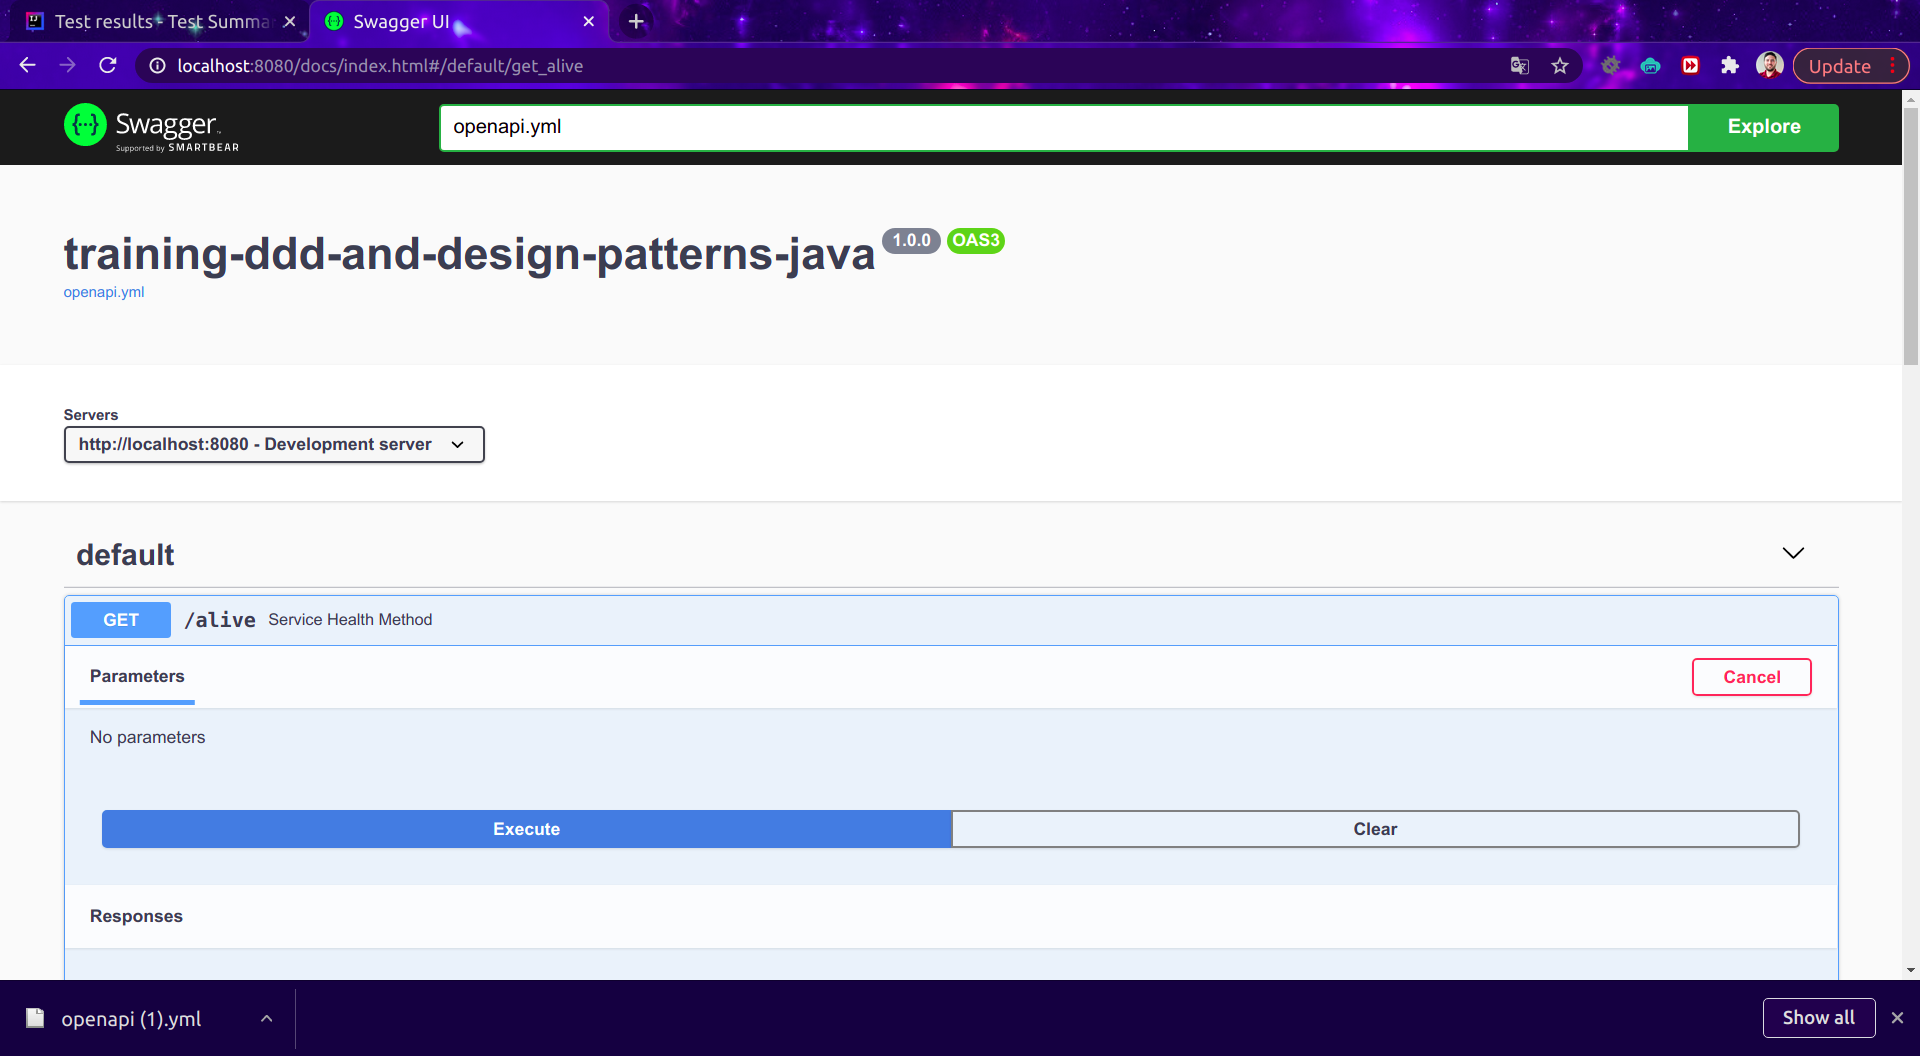 Test results - Test Summa
Swagger UI
localhost:8080/docs/index.html#/default/get_alive
Update
Swagger
Supported by SMARTBEAR
openapi.yml
Explore
training-ddd-and-design-patterns-java 1.0.0 OAS3
openapi.yml
Servers
http://localhost:8080 - Development server
default
GET /alive Service Health Method
Parameters
Cancel
No parameters
Execute
Clear
Responses
openapi (1).yml
Show all